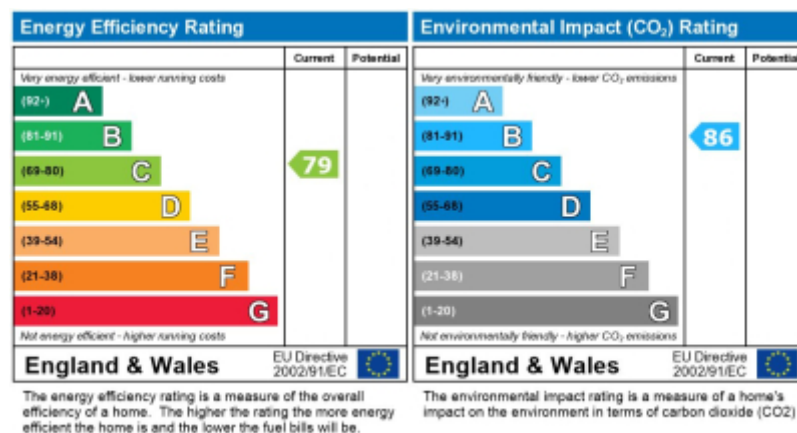 Energy Efficiency Rating
Current Potential
Very energy efficient - lower running costs
(92-) A
(81-91) B
(69-80) C
79
(55-68) D
(39-54) E
(21-38) F
(1-20) G
Not energy efficient - higher running costs
England & Wales
EU Directive
2002/91/EC
The energy efficiency rating is a measure of the overall
efficiency of a home. The higher the rating the more energy
efficient the home is and the lower the fuel bills will be.
Environmental Impact (CO₂) Rating
Current Potential
Very environmentally friendly - lower CO₂ emissions
(92-) A
(81-91) B
86
(69-80) C
(55-68) D
(39-54) E
(21-38) F
(1-20) G
Not environmentally friendly - higher CO₂ emissions
England & Wales
EU Directive
2002/91/EC
The environmental impact rating is a measure of a home's
impact on the environment in terms of carbon dioxide (CO2)